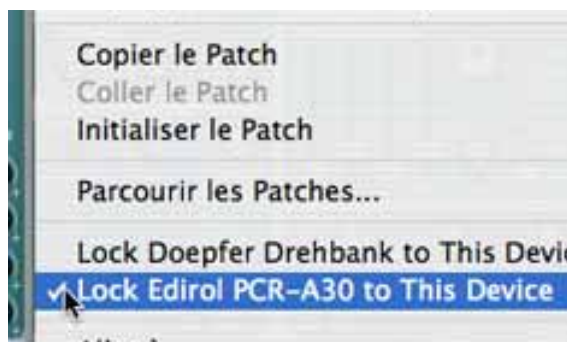 Copier le Patch
Coller le Patch
Initialiser le Patch
Parcourir les Patches...
Lock Doepfer Drehbank to This
Lock Edirol PCR-A30 to This Device